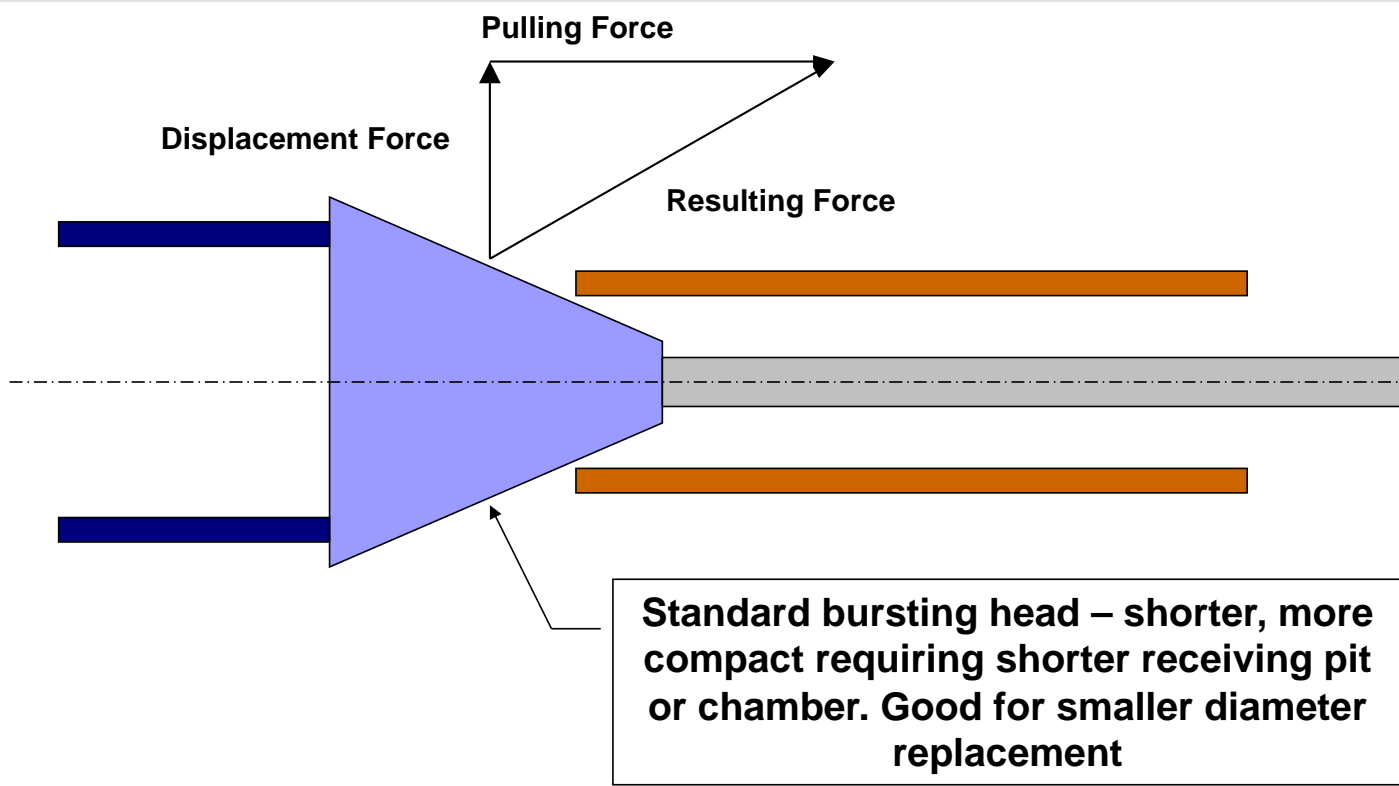 Pulling Force
Displacement Force
Resulting Force
Standard bursting head – shorter, more
compact requiring shorter receiving pit
or chamber. Good for smaller diameter
replacement